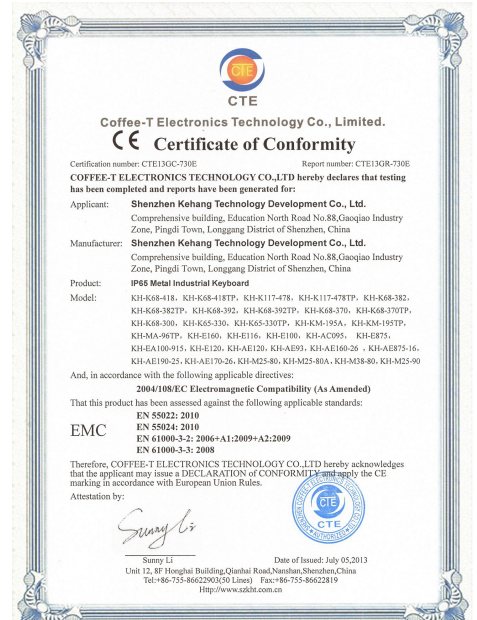 CTE
CTE
Coffee-T Electronics Technology Co., Limited.
CE Certificate of Conformity
Certification number: CTE13GC-730E Report number: CTE13GR-730E
COFFEE-T ELECTRONICS TECHNOLOGY CO.,LTD hereby declares that testing
has been completed and reports have been generated for:
Applicant: Shenzhen Kehang Technology Development Co., Ltd.
Comprehensive building, Education North Road No.88,Gaoqiao Industry
Zone, Pingdi Town, Longgang District of Shenzhen, China
Manufacturer: Shenzhen Kehang Technology Development Co., Ltd.
Comprehensive building, Education North Road No.88,Gaoqiao Industry
Zone, Pingdi Town, Longgang District of Shenzhen, China
Product: IP65 Metal Industrial Keyboard
Model: KH-K68-418, KH-K68-418TP, KH-K117-478, KH-K117-478TP, KH-K68-382,
KH-K68-382TP, KH-K68-392, KH-K68-392TP, KH-K68-370, KH-K68-370TP,
KH-K68-300, KH-K65-330, KH-K65-330TP, KH-KM-195A, KH-KM-195TP,
KH-MA-96TP, KH-E160, KH-E116, KH-E100, KH-AC095, KH-E875,
KH-EA100-915, KH-E120, KH-AE120, KH-AE93, KH-AE160-26 , KH-AE875-16,
KH-AE190-25, KH-AE170-26, KH-M25-80, KH-M25-80A, KH-M38-80, KH-M25-90
And, in accordance with the following applicable directives:
2004/108/EC Electromagnetic Compatibility (As Amended)
That this product has been assessed against the following applicable standards:
EMC
EN 55022: 2010
EN 55024: 2010
EN 61000-3-2: 2006+A1:2009+A2:2009
EN 61000-3-3: 2008
Therefore, COFFEE-T ELECTRONICS TECHNOLOGY CO.,LTD hereby acknowledges
that the applicant may issue a DECLARATION OF CONFORMITY and apply the CE
marking in accordance with European Union Rules.
Attestation by:
Sunny Li
CTE
CTE
AUTHORIZED
Sunny Li Date of Issued: July 05,2013
Unit 12, 8F Honghai Building,Qianhai Road,Nanshan,Shenzhen,China
Tel:+86-755-86622903(50 Lines) Fax:+86-755-86622819
Http://www.szkht.com.cn